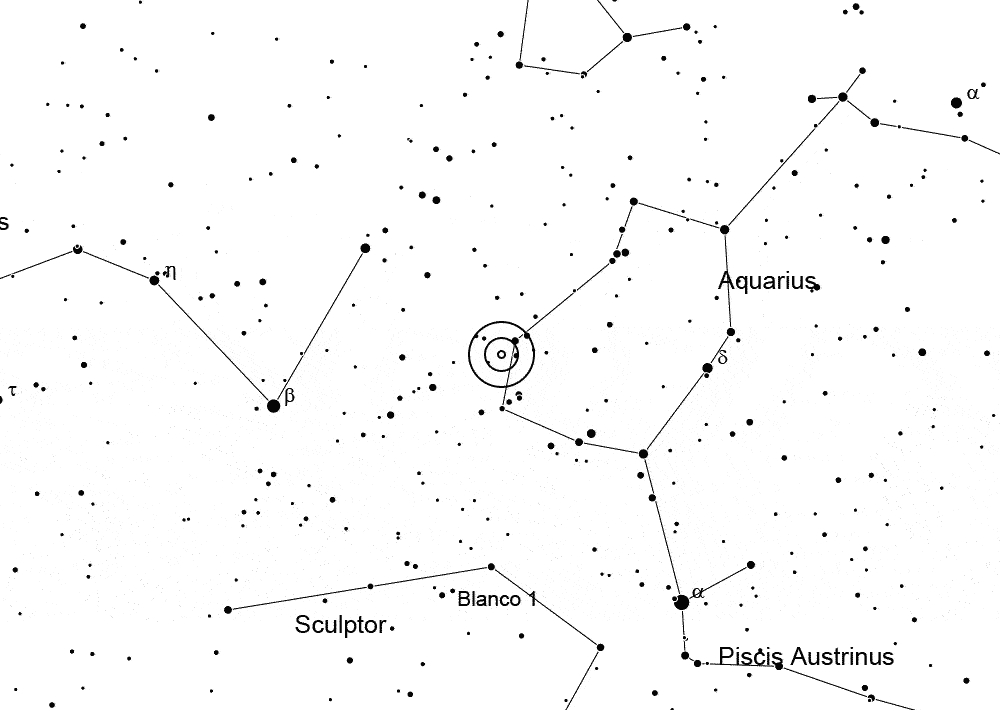 α
s
η
Aquarius
δ
τ
β
α
Blanco 1
Sculptor
Piscis Austrinus